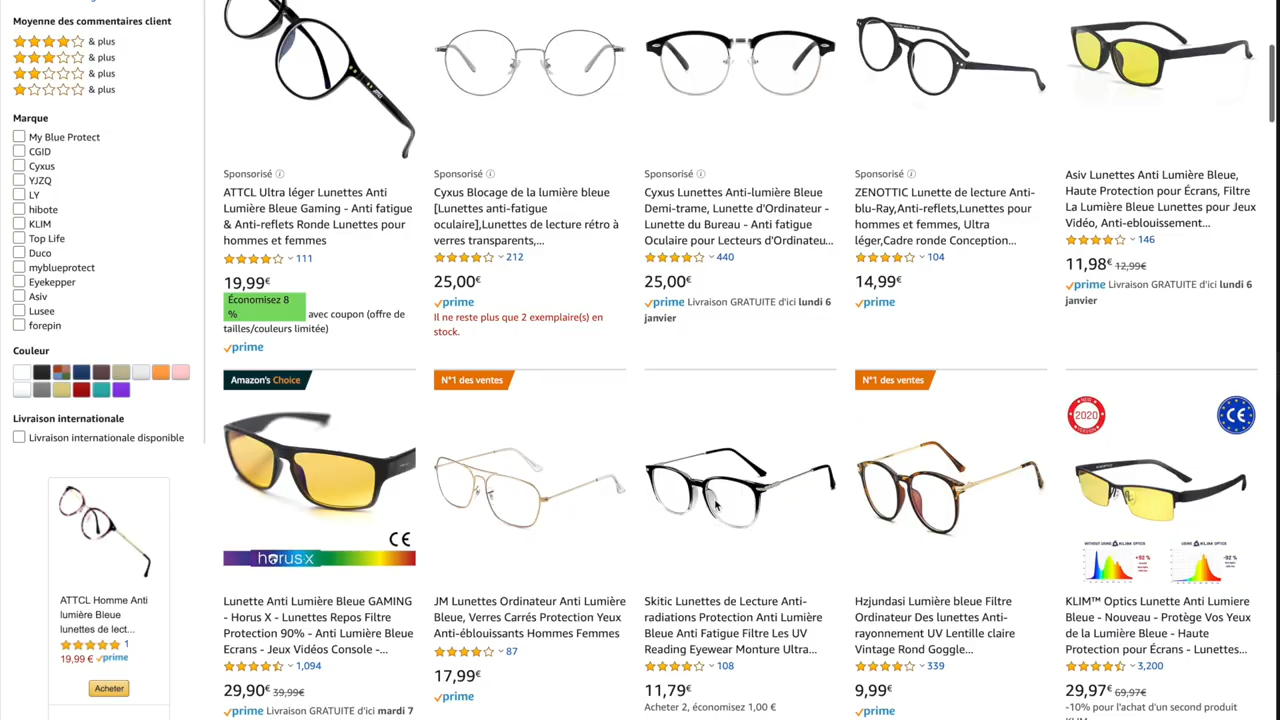 Moyenne des commentaires client
& plus
& plus
& plus
& plus
Marque
My Blue Protect
CGID
Cyxus
YJZQ
LY
hibote
KLIM
Top Life
Duco
myblueprotect
Eyekepper
Asiv
Lusee
forepin
Couleur
Livraison internationale
Livraison internationale disponible
ATTCL Homme Anti
lumière Bleue
lunettes de lect...
1
19,99 € prime
Acheter
Sponsorisé
ATTCL Ultra léger Lunettes Anti
Lumière Bleue Gaming - Anti fatigue
& Anti-reflets Ronde Lunettes pour
hommes et femmes
111
19,99€
Économisez 8
% avec coupon (offre de
tailles/couleurs limitée)
prime
Sponsorisé
Cyxus Blocage de la lumière bleue
[Lunettes anti-fatigue
oculaire],Lunettes de lecture rétro à
verres transparents,...
212
25,00€
prime
Il ne reste plus que 2 exemplaire(s) en
stock.
Sponsorisé
Cyxus Lunettes Anti-lumière Bleue
Demi-trame, Lunette d'Ordinateur -
Lunette du Bureau - Anti fatigue
Oculaire pour Lecteurs d'Ordinateu...
440
25,00€
prime Livraison GRATUITE d'ici lundi 6
janvier
Sponsorisé
ZENOTTIC Lunette de lecture Anti-
blu-Ray,Anti-reflets,Lunettes pour
hommes et femmes, Ultra
léger,Cadre ronde Conception...
104
14,99€
prime
Asiv Lunettes Anti Lumière Bleue,
Haute Protection pour Écrans, Filtre
La Lumière Bleue Lunettes pour Jeux
Vidéo, Anti-éblouissement...
146
11,98€ 12,99€
prime Livraison GRATUITE d'ici lundi 6
janvier
Amazon's Choice
CE
horus·x
Lunette Anti Lumière Bleue GAMING
- Horus X - Lunettes Repos Filtre
Protection 90% - Anti Lumière Bleue
Ecrans - Jeux Vidéos Console -...
1,094
29,90€ 39,99€
prime Livraison GRATUITE d'ici mardi 7
N°1 des ventes
JM Lunettes Ordinateur Anti Lumière
Bleue, Verres Carrés Protection Yeux
Anti-éblouissants Hommes Femmes
87
17,99€
prime
Skitic Lunettes de Lecture Anti-
radiations Protection Anti Lumière
Bleue Anti Fatigue Filtre Les UV
Reading Eyewear Monture Ultra...
108
11,79€
Acheter 2, économisez 1,00 €
N°1 des ventes
Hzjundasi Lumière bleue Filtre
Ordinateur Des lunettes Anti-
rayonnement UV Lentille claire
Vintage Rond Goggle...
339
9,99€
prime
2020
CE
WITHOUT USING KLIM OPTICS
USING KLIM OPTICS
+92 %
-92 %
KLIM™ Optics Lunette Anti Lumiere
Bleue - Nouveau - Protège Vos Yeux
de la Lumière Bleue - Haute
Protection pour Écrans - Lunettes...
3,200
29,97€ 69,97€
-10% pour l'achat d'un second produit